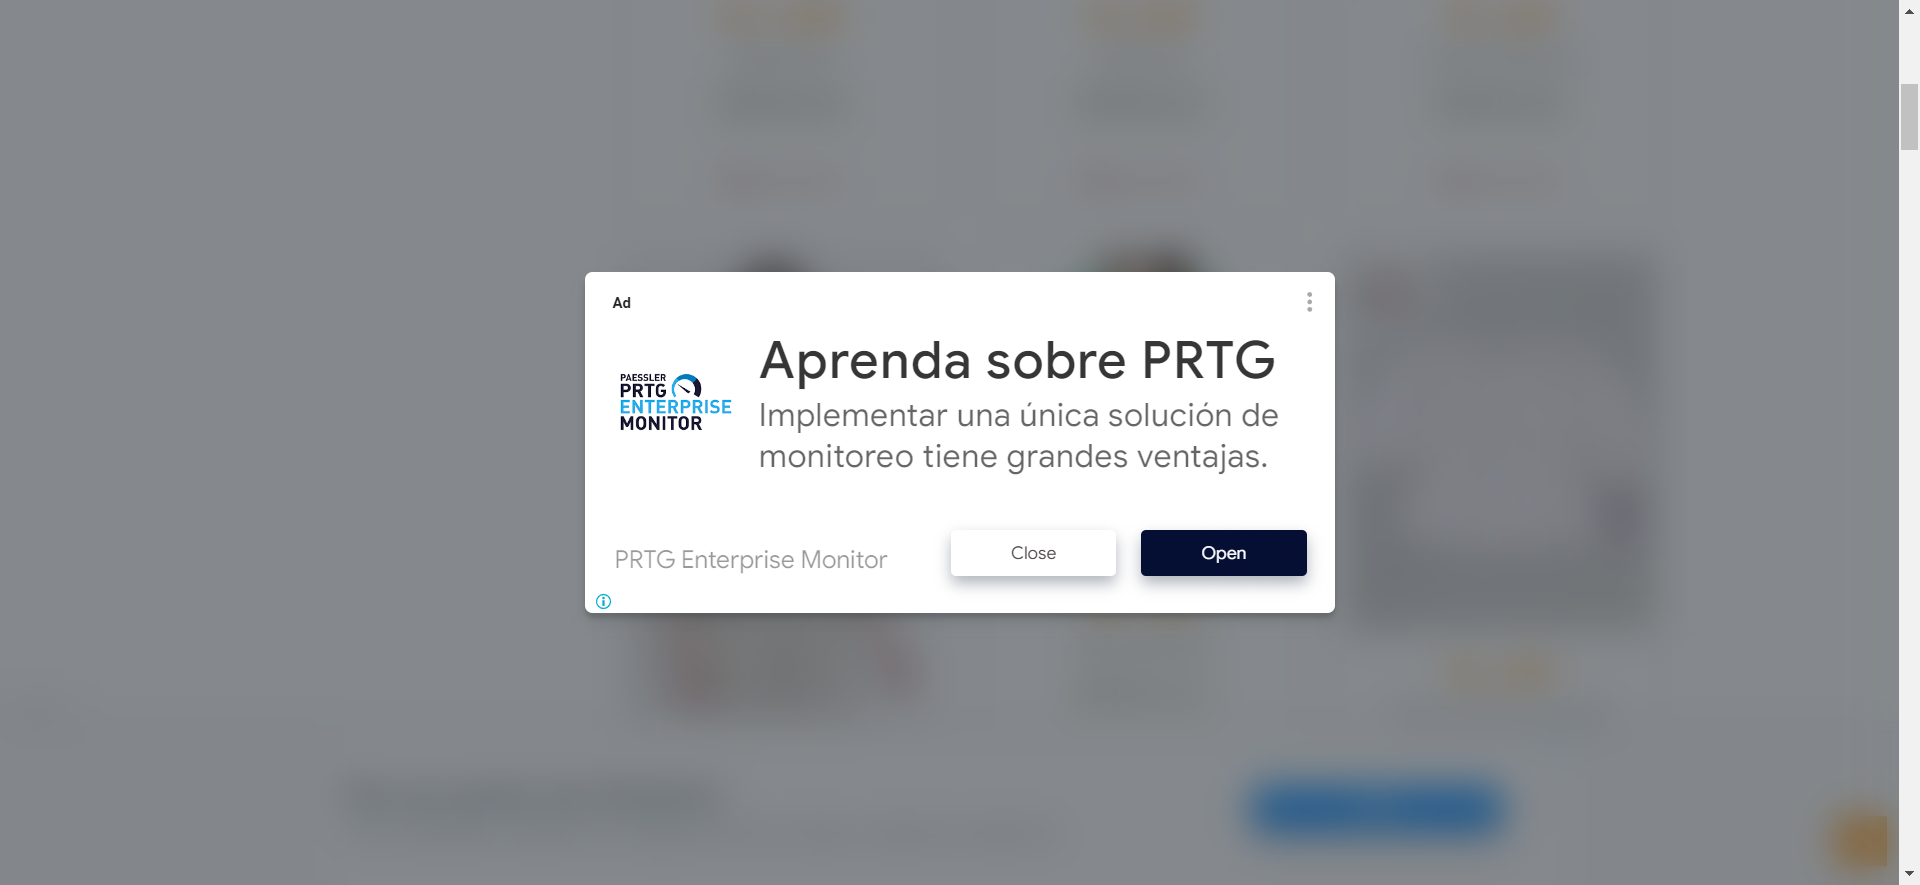 Ad
Aprenda sobre PRTG
PAESSLER
PRTG
ENTERPRISE
MONITOR
Implementar una única solución de
monitoreo tiene grandes ventajas.
PRTG Enterprise Monitor
Close
Open